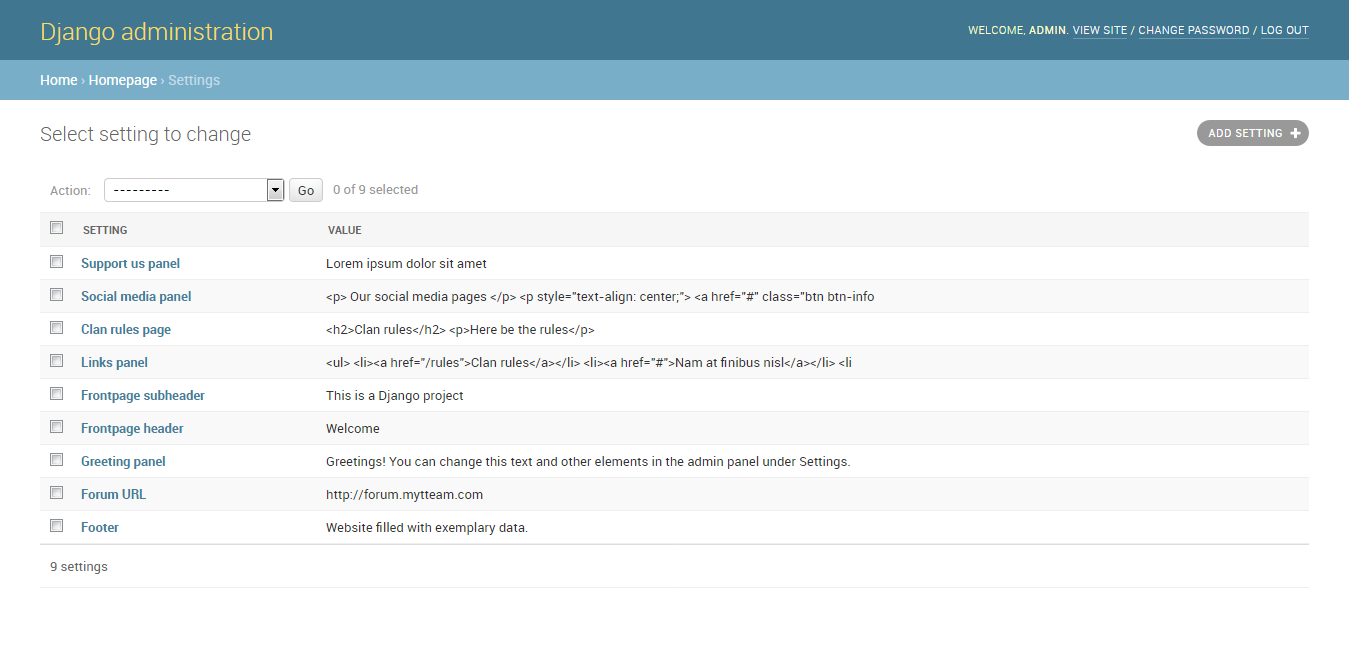 Django administration
WELCOME, ADMIN. VIEW SITE / CHANGE PASSWORD / LOG OUT
Home › Homepage › Settings
Select setting to change
ADD SETTING +
Action: --------- Go 0 of 9 selected
SETTING VALUE
Support us panel Lorem ipsum dolor sit amet
Social media panel <p> Our social media pages </p> <p style="text-align: center;"> <a href="#" class="btn btn-info
Clan rules page <h2>Clan rules</h2> <p>Here be the rules</p>
Links panel <ul> <li><a href="/rules">Clan rules</a></li> <li><a href="#">Nam at finibus nisl</a></li> <li
Frontpage subheader This is a Django project
Frontpage header Welcome
Greeting panel Greetings! You can change this text and other elements in the admin panel under Settings.
Forum URL http://forum.mytteam.com
Footer Website filled with exemplary data.
9 settings